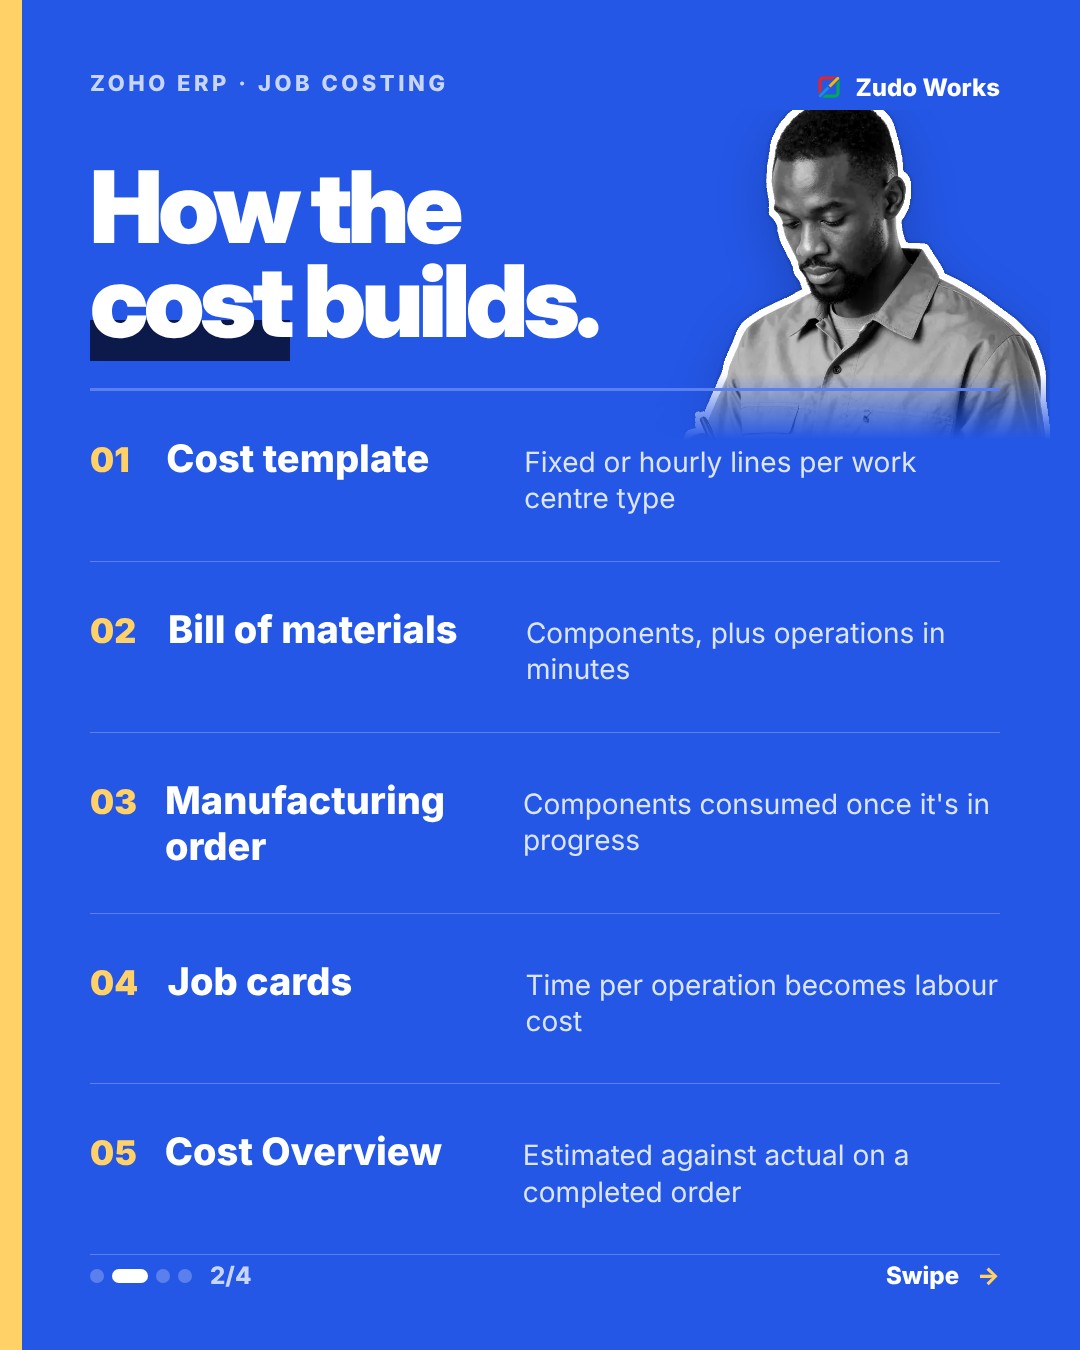 ZOHO ERP · JOB COSTING
Zudo Works
How the
cost builds.
01 Cost template
Fixed or hourly lines per work
centre type
02 Bill of materials
Components, plus operations in
minutes
03 Manufacturing
order
Components consumed once it's in
progress
04 Job cards
Time per operation becomes labour
cost
05 Cost Overview
Estimated against actual on a
completed order
2/4
Swipe →